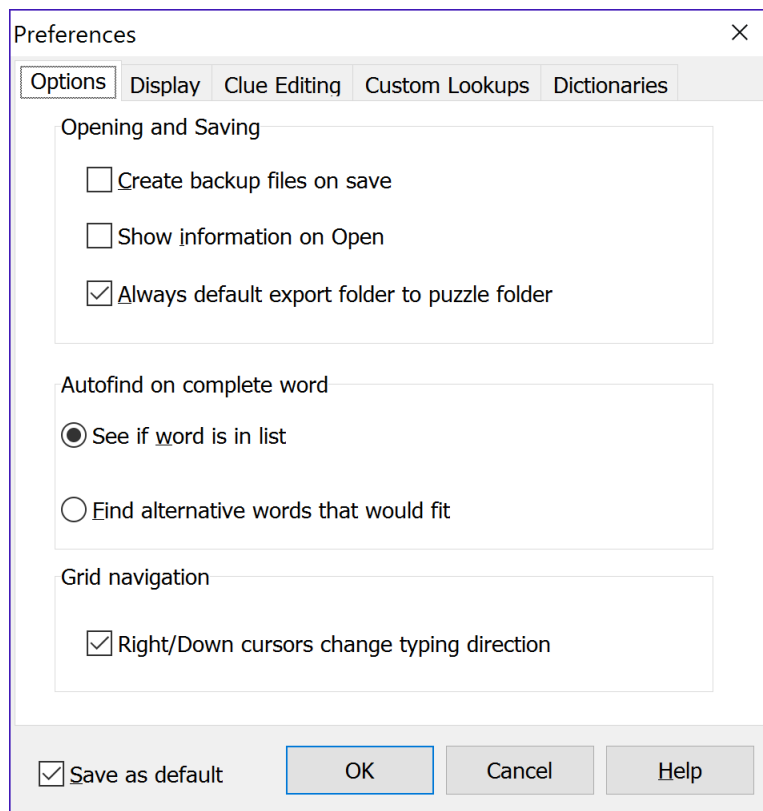 Preferences
Options Display Clue Editing Custom Lookups Dictionaries
Opening and Saving
Create backup files on save
Show information on Open
Always default export folder to puzzle folder
Autofind on complete word
See if word is in list
Find alternative words that would fit
Grid navigation
Right/Down cursors change typing direction
Save as default OK Cancel Help